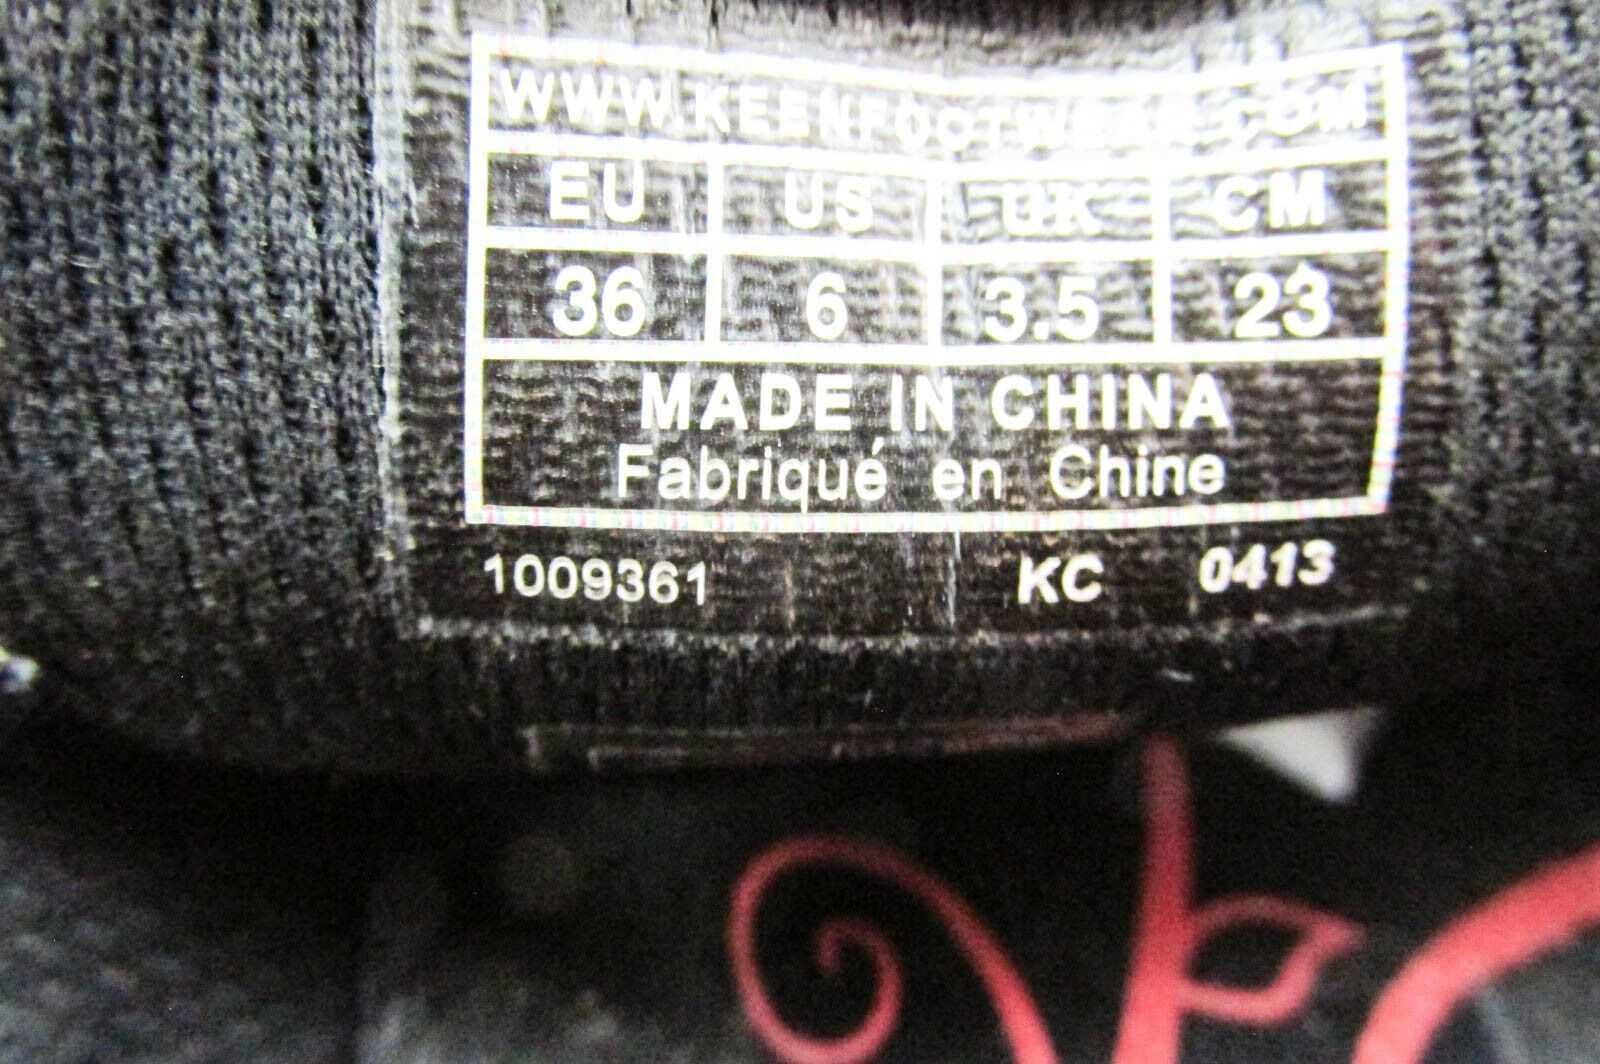 WWW.KEENFOOTWEAR.COM
EU US UK CM
36 6 3.5 23
MADE IN CHINA
Fabriqué en Chine
1009361 KC 0413